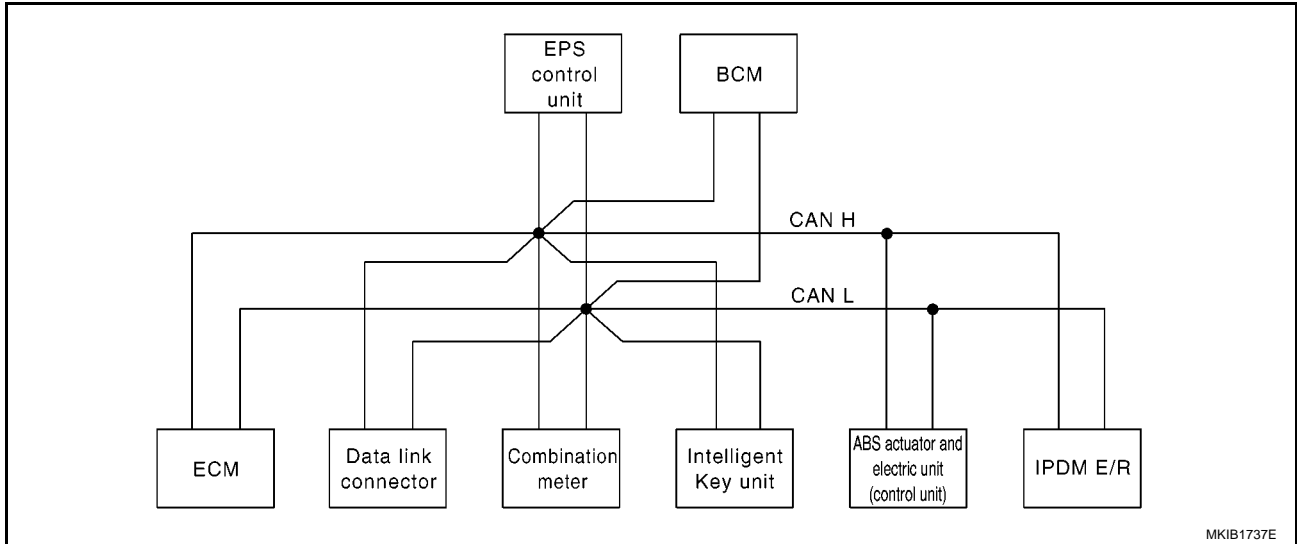 EPS
control
unit
BCM
CAN H
CAN L
ECM
Data link
connector
Combination
meter
Intelligent
Key unit
ABS actuator and
electric unit
(control unit)
IPDM E/R
MKIB1737E